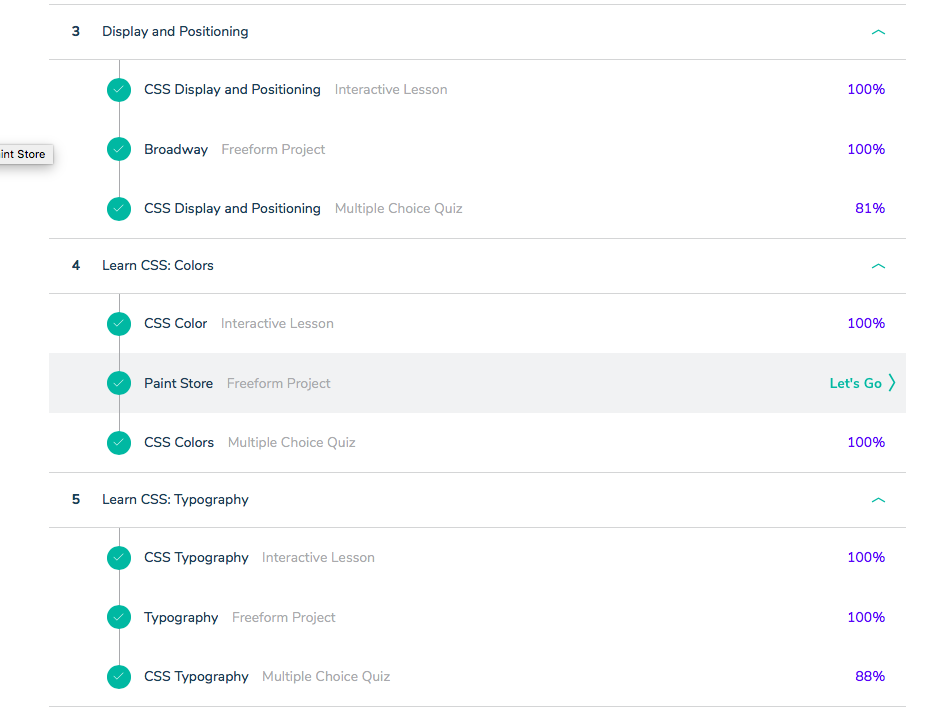 3 Display and Positioning
CSS Display and Positioning Interactive Lesson 100%
Broadway Freeform Project 100%
int Store
CSS Display and Positioning Multiple Choice Quiz 81%
4 Learn CSS: Colors
CSS Color Interactive Lesson 100%
Paint Store Freeform Project Let's Go
CSS Colors Multiple Choice Quiz 100%
5 Learn CSS: Typography
CSS Typography Interactive Lesson 100%
Typography Freeform Project 100%
CSS Typography Multiple Choice Quiz 88%